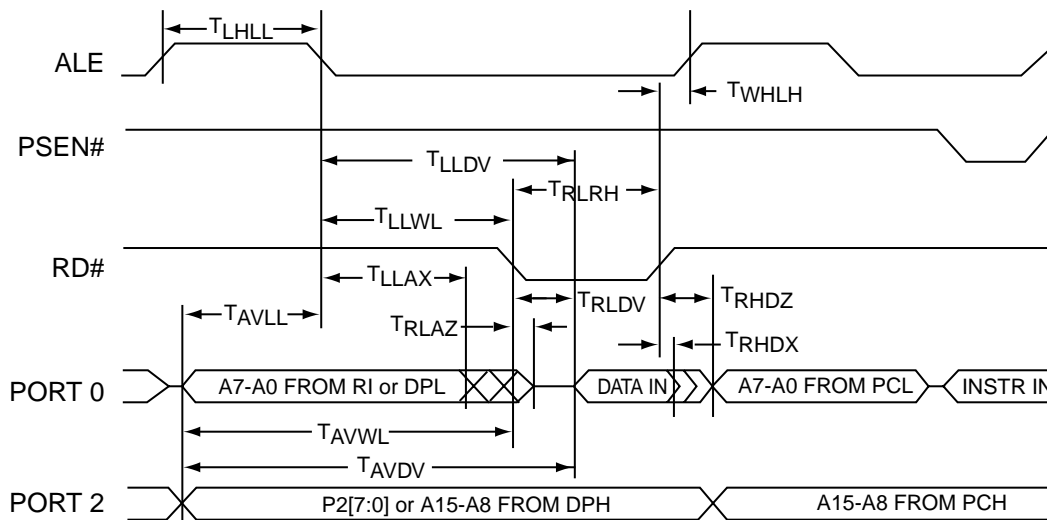 TLHLL
ALE
TWHLH
PSEN#
TLLDV
TRLRH
TLLWL
RD#
TLLAX
TRLDV
TRHDZ
TAVLL
TRLAZ
TRHDX
PORT 0
A7-A0 FROM RI or DPL
DATA IN
A7-A0 FROM PCL
INSTR IN
TAVWL
TAVDV
PORT 2
P2[7:0] or A15-A8 FROM DPH
A15-A8 FROM PCH